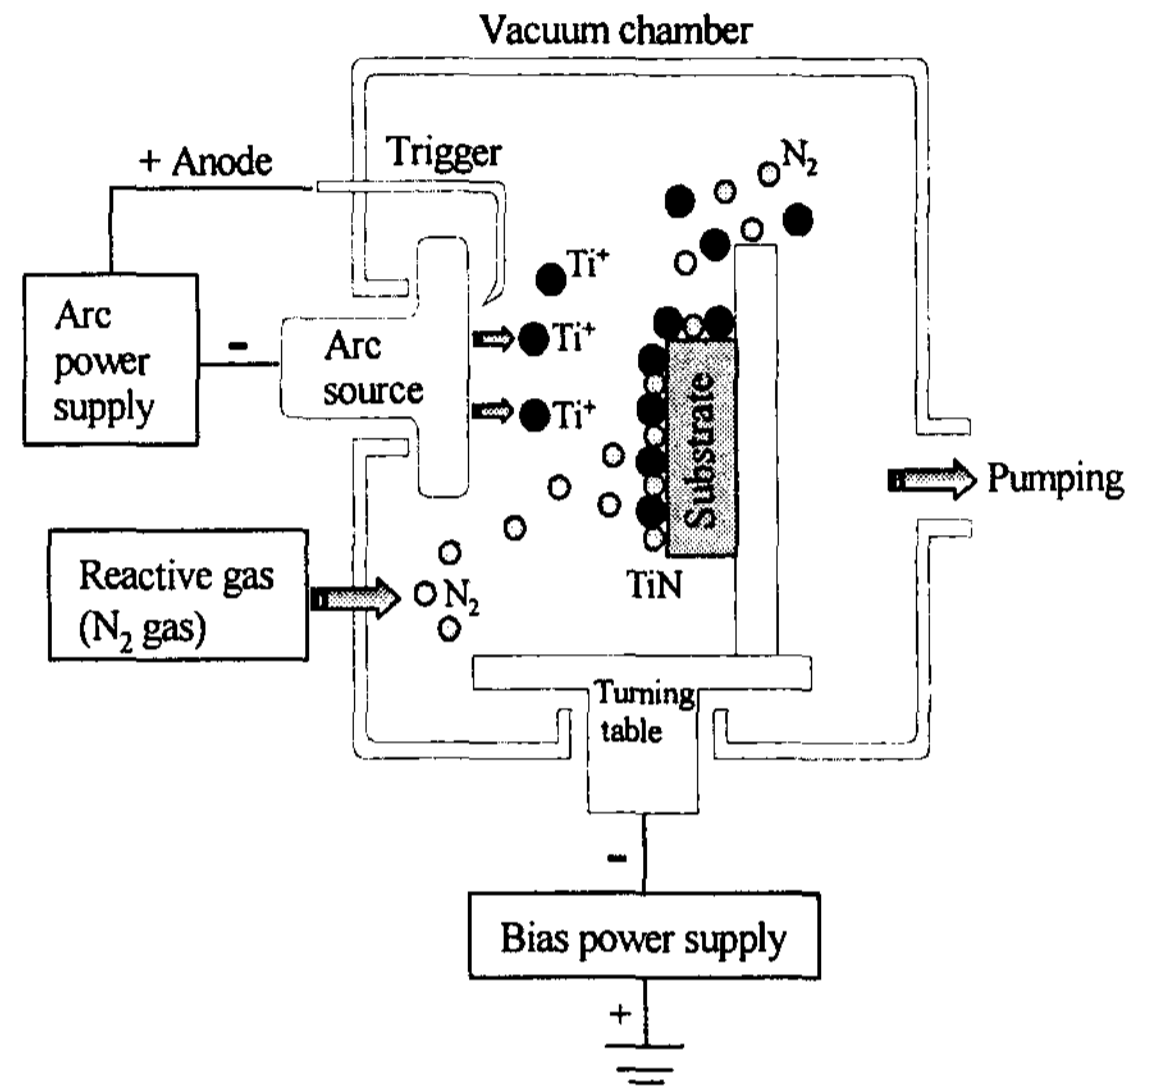 Vacuum chamber
+ Anode
Trigger
N₂
Ti⁺
Arc
power
supply
-
Arc
source
Ti⁺
Ti⁺
Substrate
Pumping
Reactive gas
(N₂ gas)
N₂
TiN
Turning
table
-
Bias power supply
+